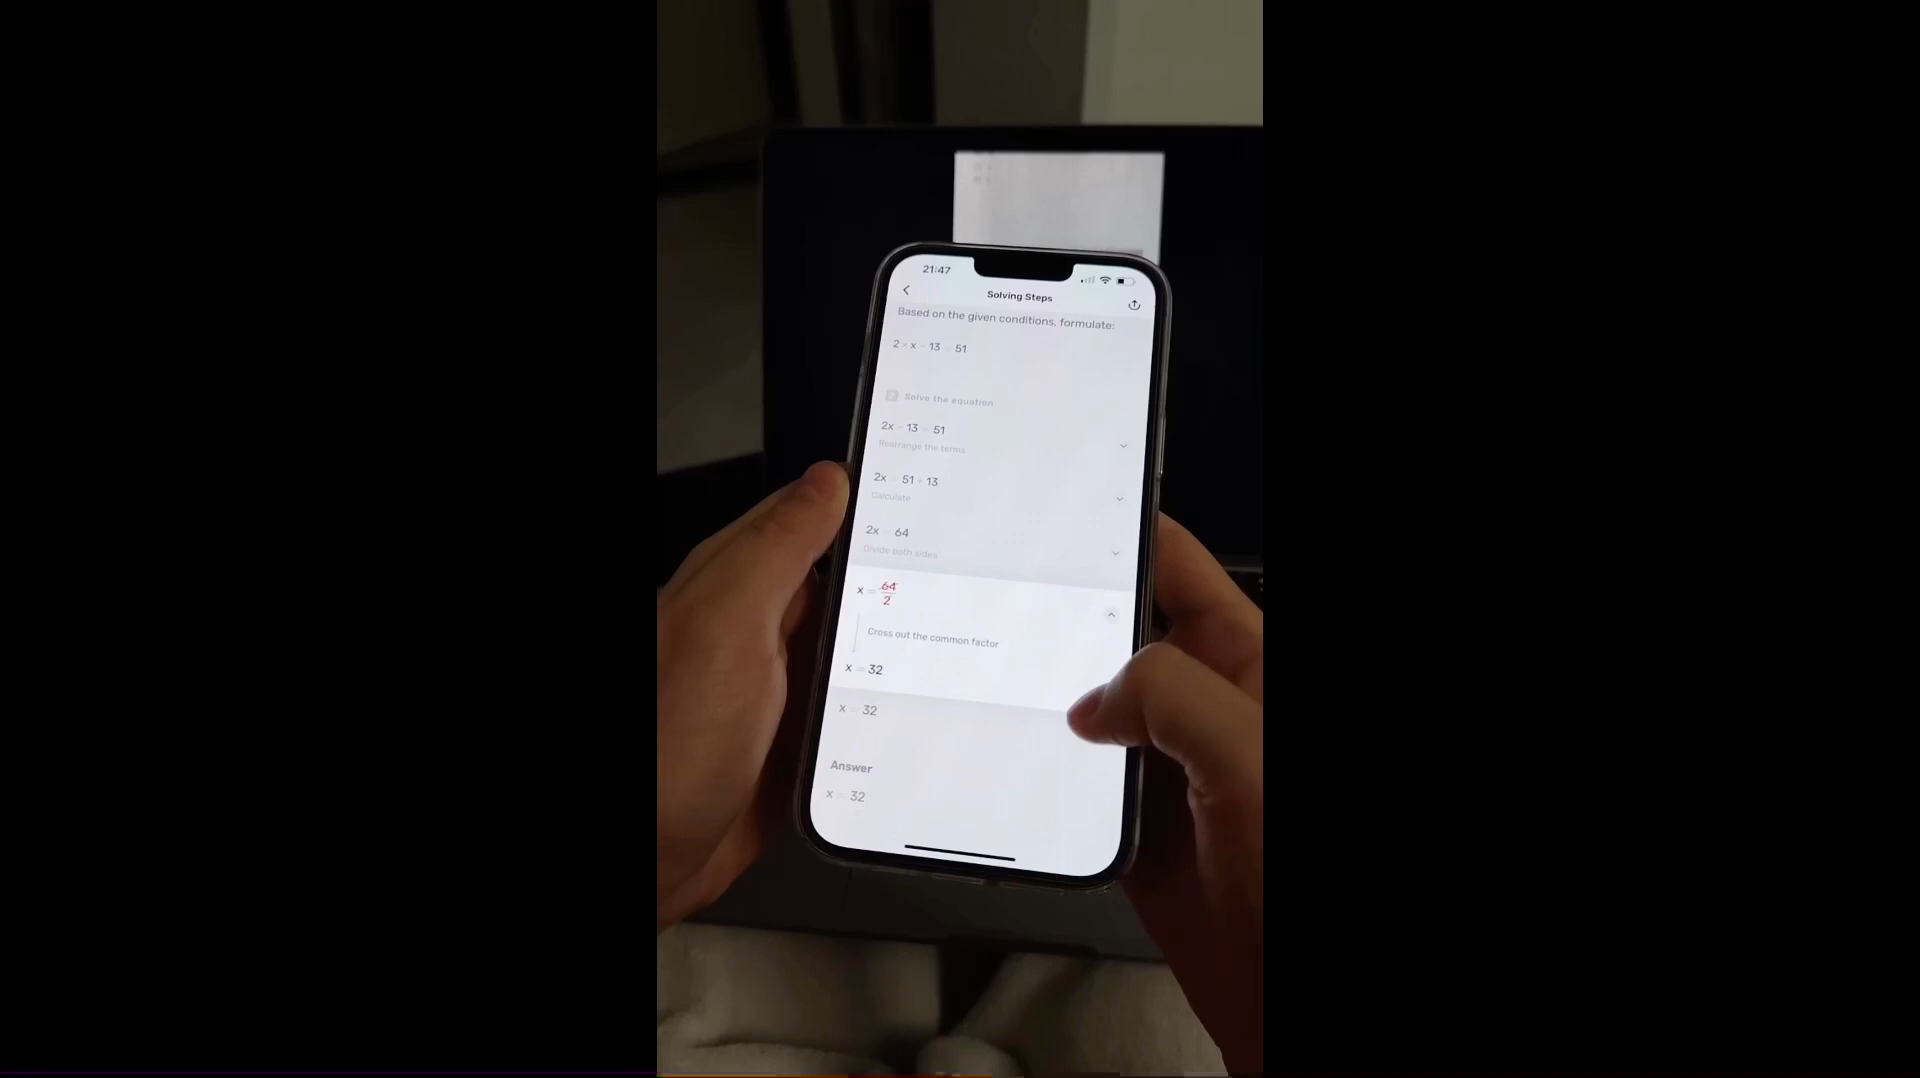 21:47
Solving Steps
Based on the given conditions, formulate:
2 × x - 13 = 51
2 Solve the equation
2x - 13 = 51
Rearrange the terms
2x = 51 + 13
Calculate
2x = 64
Divide both sides
x = 64/2
Cross out the common factor
x = 32
x = 32
Answer
x = 32